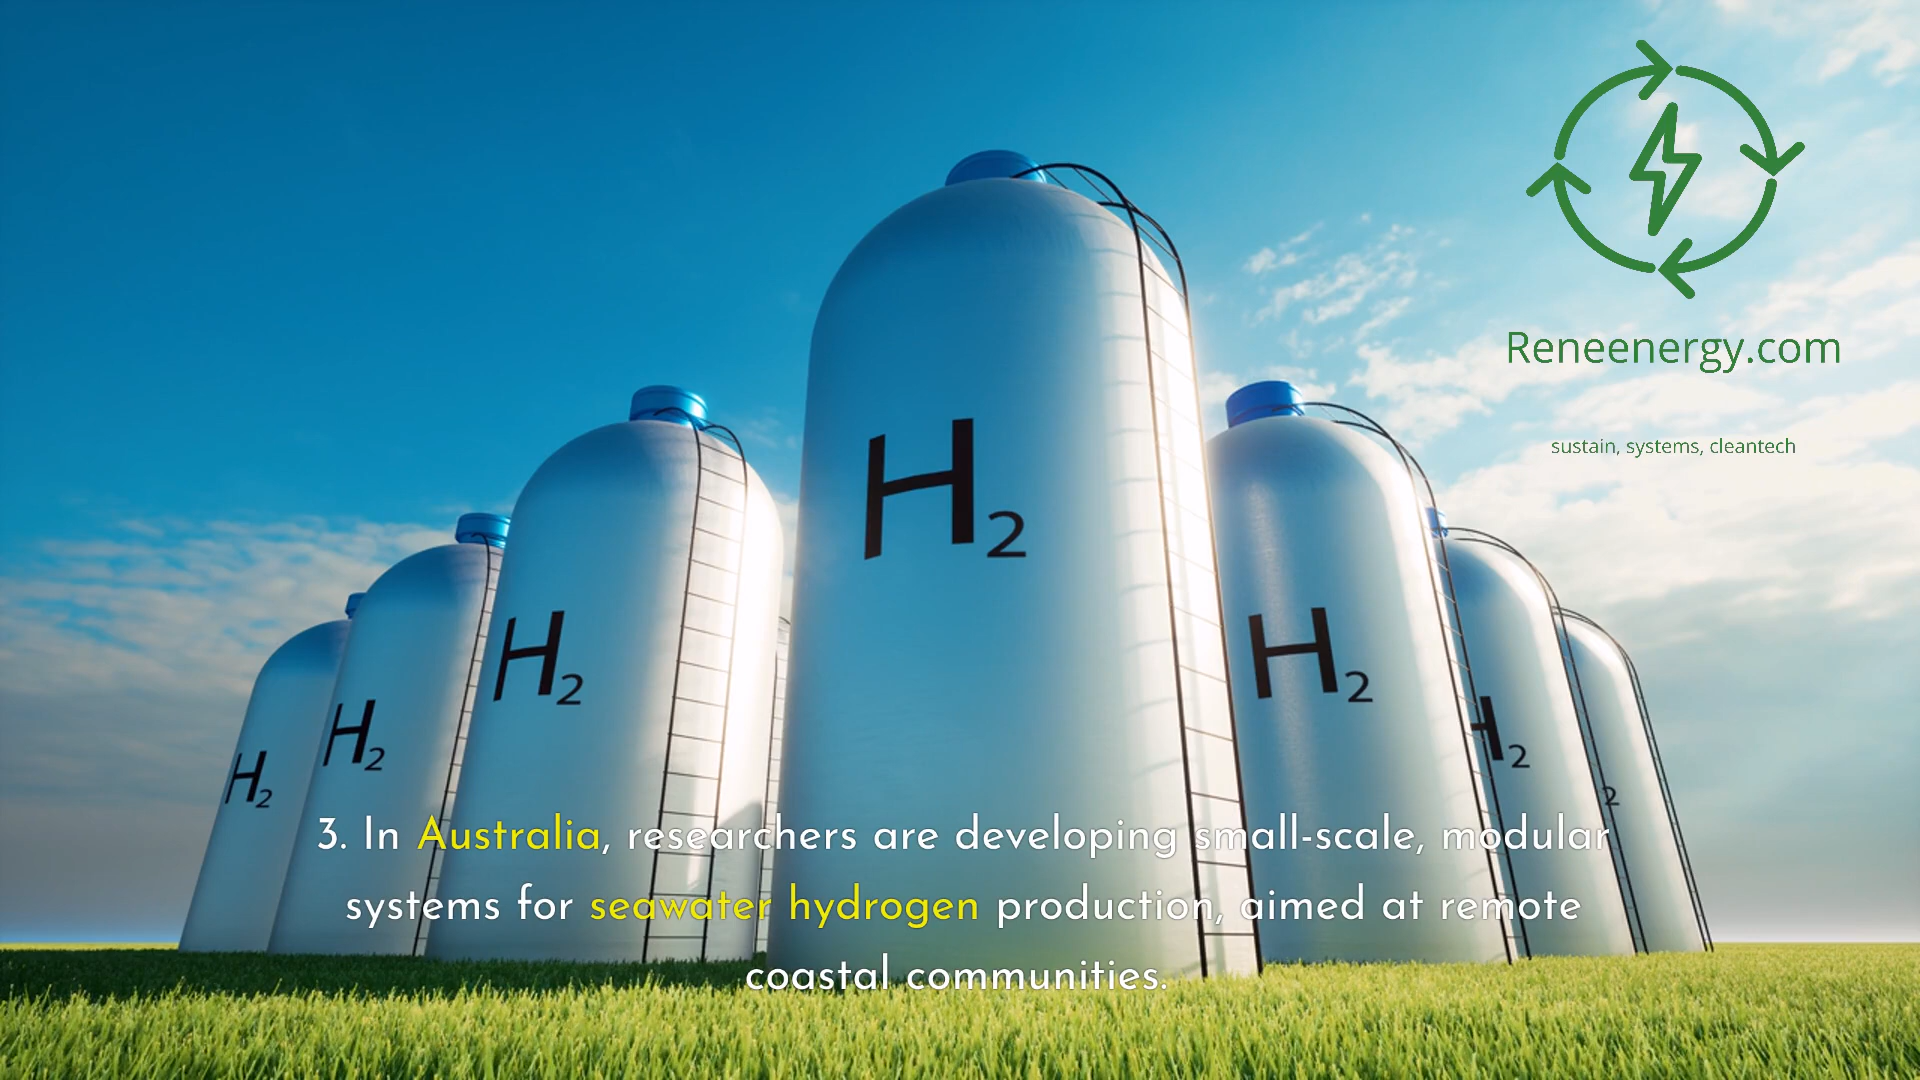 Reneenergy.com
sustain, systems, cleantech
H2
H2
H2
H2
H2
H2
2
3. In Australia, researchers are developing small-scale, modular
systems for seawater hydrogen production, aimed at remote
coastal communities.